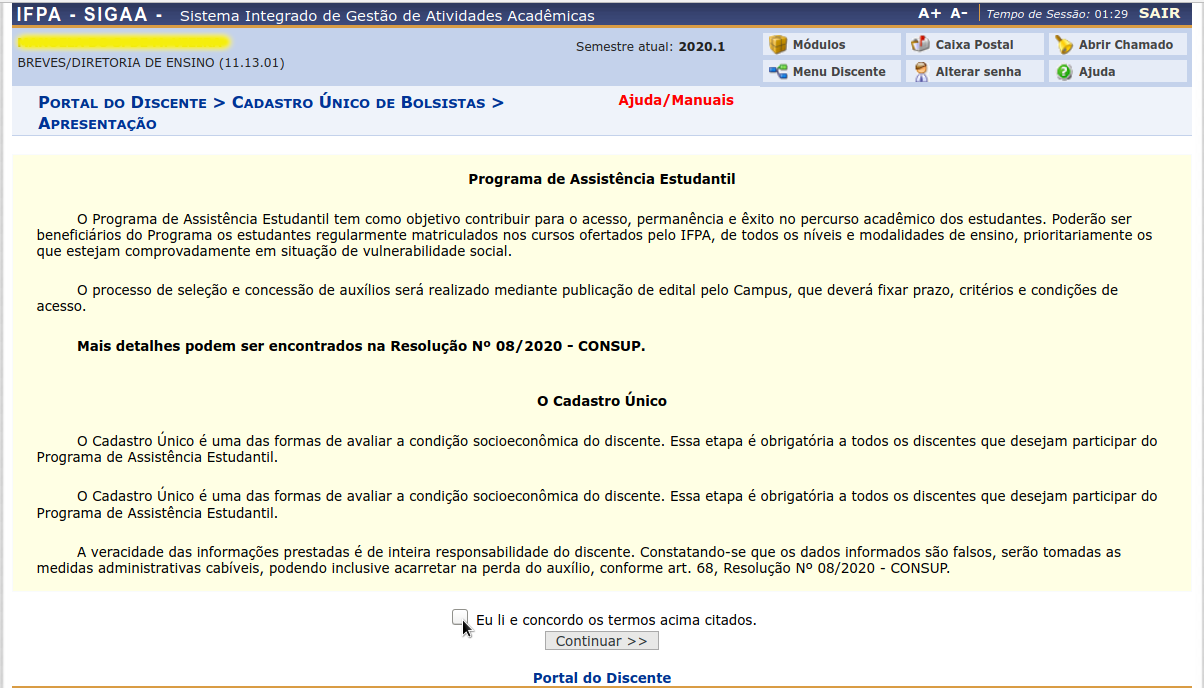 IFPA - SIGAA - Sistema Integrado de Gestão de Atividades Acadêmicas
A+ A- Tempo de Sessão: 01:29 SAIR
BREVES/DIRETORIA DE ENSINO (11.13.01)
Semestre atual: 2020.1
Módulos
Caixa Postal
Abrir Chamado
Menu Discente
Alterar senha
Ajuda
Portal do Discente > Cadastro Único de Bolsistas >
Apresentação
Ajuda/Manuais
Programa de Assistência Estudantil
O Programa de Assistência Estudantil tem como objetivo contribuir para o acesso, permanência e êxito no percurso acadêmico dos estudantes. Poderão ser
beneficiários do Programa os estudantes regularmente matriculados nos cursos ofertados pelo IFPA, de todos os níveis e modalidades de ensino, prioritariamente os
que estejam comprovadamente em situação de vulnerabilidade social.
O processo de seleção e concessão de auxílios será realizado mediante publicação de edital pelo Campus, que deverá fixar prazo, critérios e condições de
acesso.
Mais detalhes podem ser encontrados na Resolução Nº 08/2020 - CONSUP.
O Cadastro Único
O Cadastro Único é uma das formas de avaliar a condição socioeconômica do discente. Essa etapa é obrigatória a todos os discentes que desejam participar do
Programa de Assistência Estudantil.
O Cadastro Único é uma das formas de avaliar a condição socioeconômica do discente. Essa etapa é obrigatória a todos os discentes que desejam participar do
Programa de Assistência Estudantil.
A veracidade das informações prestadas é de inteira responsabilidade do discente. Constatando-se que os dados informados são falsos, serão tomadas as
medidas administrativas cabíveis, podendo inclusive acarretar na perda do auxílio, conforme art. 68, Resolução Nº 08/2020 - CONSUP.
Eu li e concordo os termos acima citados.
Continuar >>
Portal do Discente